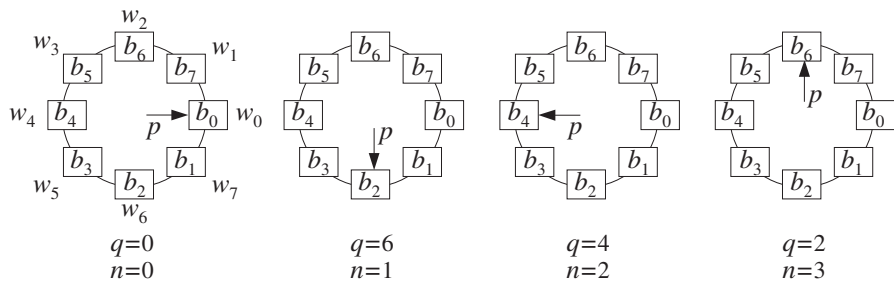 w₂
w₃ b₆ w₁ b₆ b₆ b₆
b₅ b₇ b₅ b₇ b₅ b₇ b₅ b₇
w₄ b₄ p b₀ w₀ b₄ p b₀ b₄ p b₀ b₄ p b₀
b₃ b₁ b₃ b₁ b₃ b₁ b₃ b₁
w₅ b₂ w₇ b₂ b₂ b₂
w₆
q=0 q=6 q=4 q=2
n=0 n=1 n=2 n=3